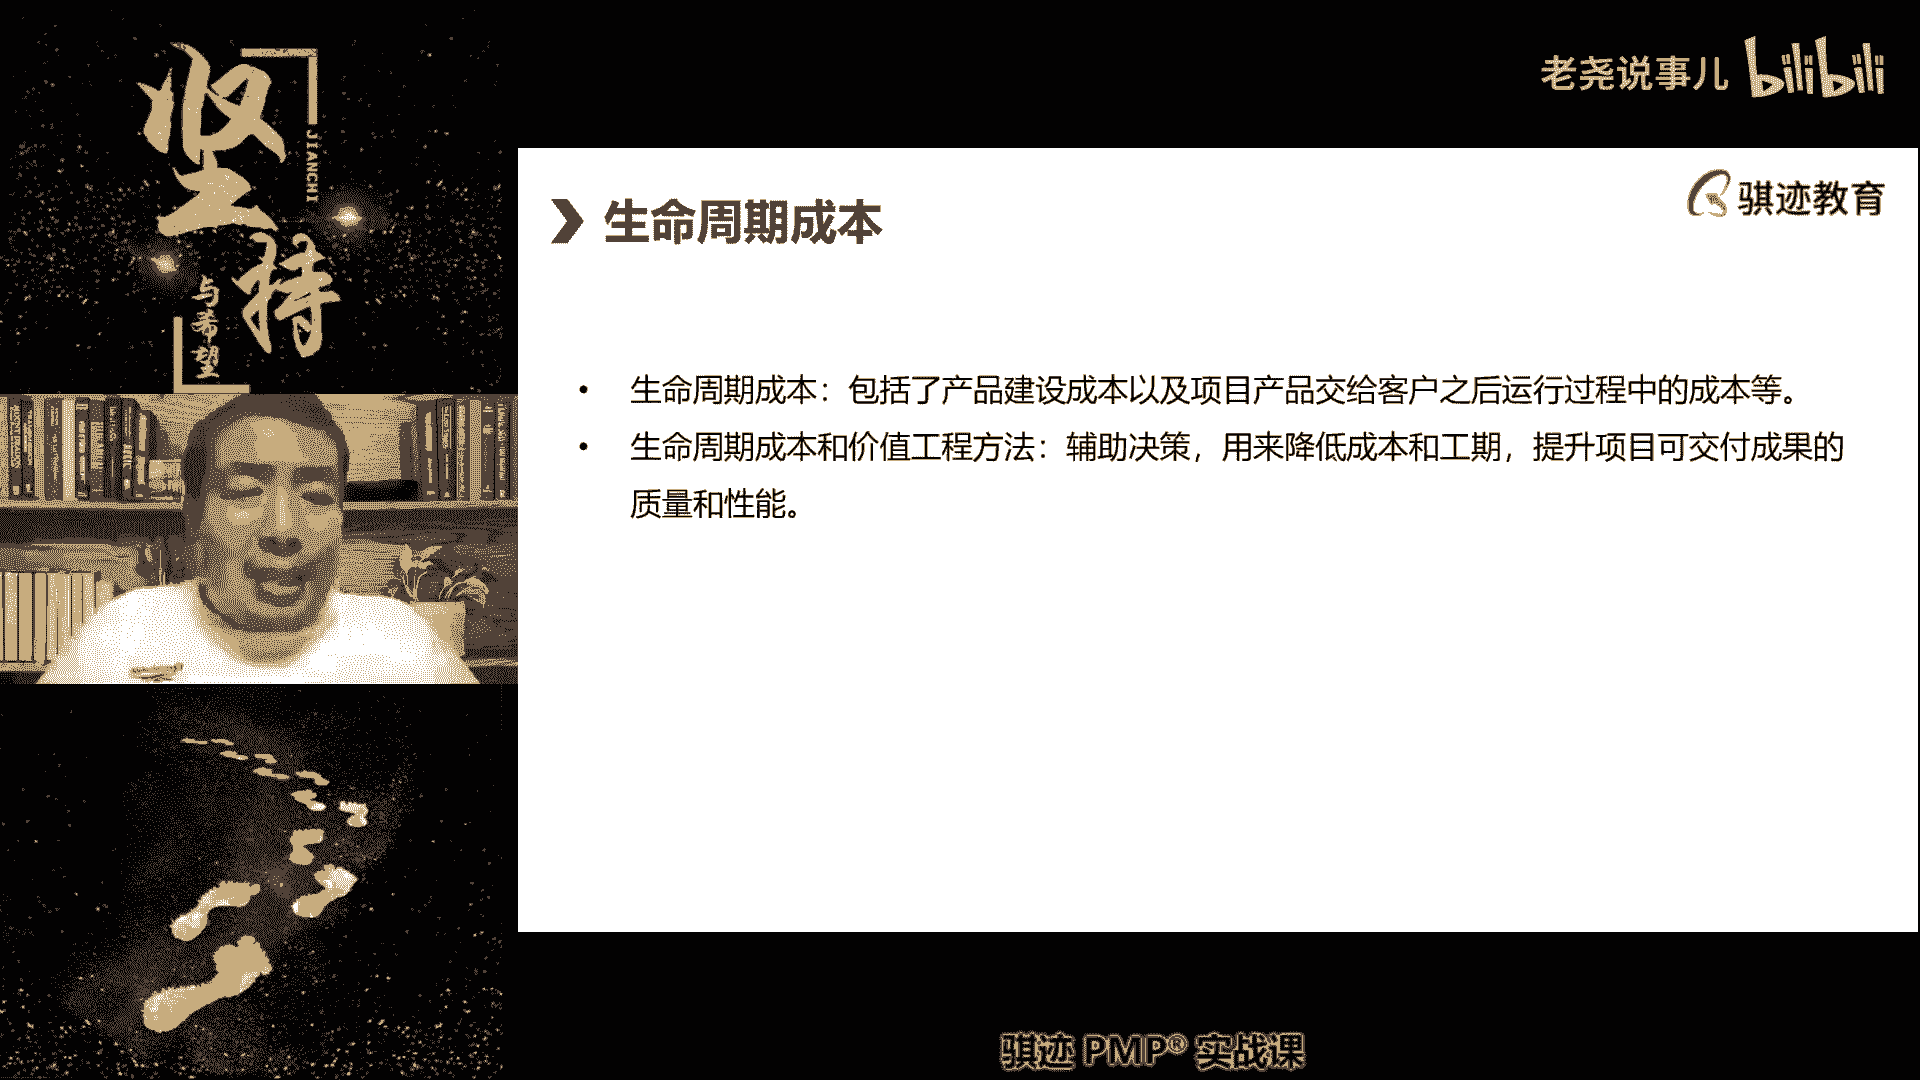 坚持
JIANCHI
与希望
老尧说事儿 bilibili
骐迹教育
生命周期成本
• 生命周期成本：包括了产品建设成本以及项目产品交给客户之后运行过程中的成本等。
• 生命周期成本和价值工程方法：辅助决策，用来降低成本和工期，提升项目可交付成果的
质量和性能。
骐迹 PMP® 实战课